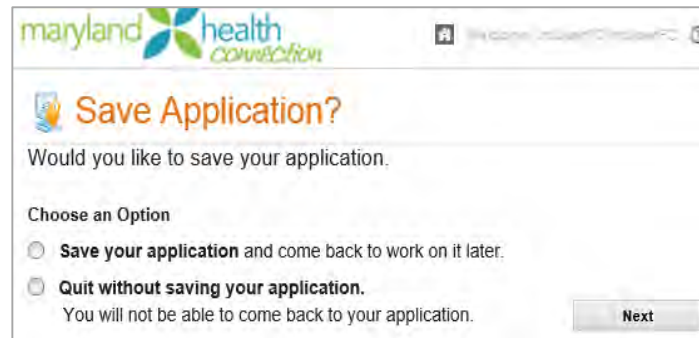 maryland health
connection
Save Application?
Would you like to save your application.
Choose an Option
Save your application and come back to work on it later.
Quit without saving your application.
You will not be able to come back to your application.
Next